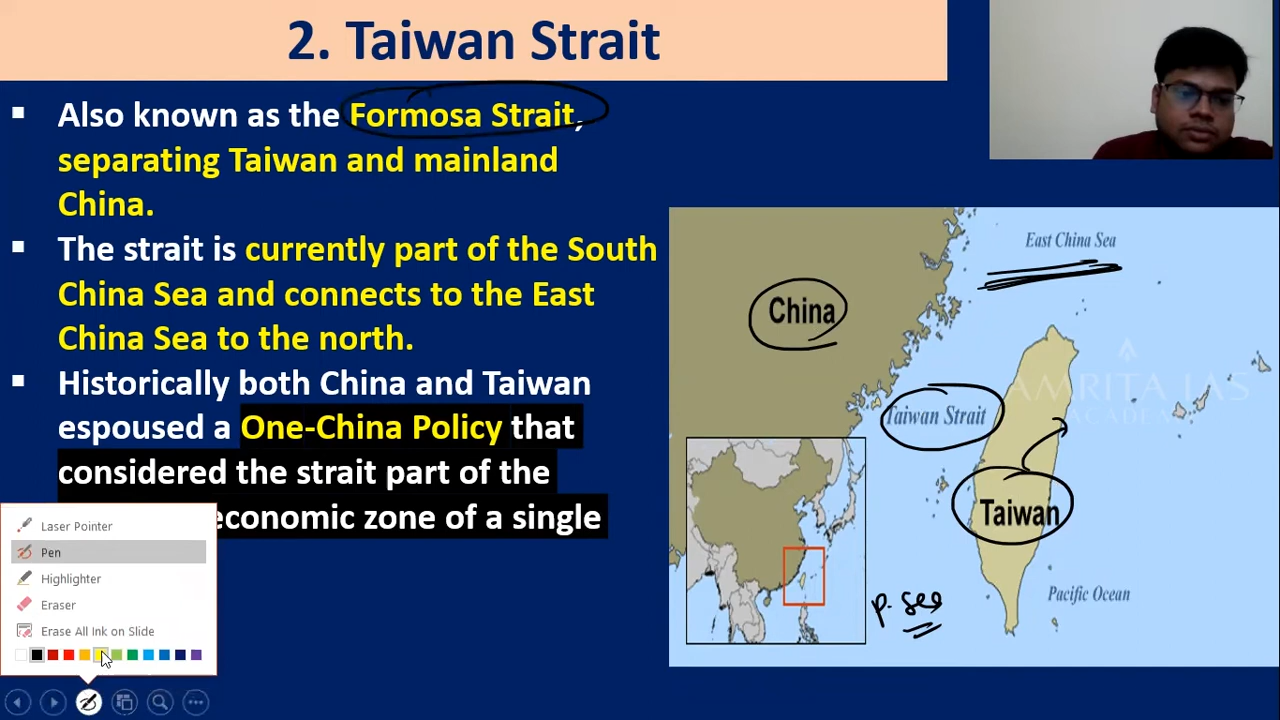 2. Taiwan Strait
Also known as the Formosa Strait,
separating Taiwan and mainland
China.
The strait is currently part of the South
China Sea and connects to the East
China Sea to the north.
Historically both China and Taiwan
espoused a One-China Policy that
considered the strait part of the
economic zone of a single
East China Sea
China
AMRITA IAS
ACADEMY
Taiwan Strait
Taiwan
Pacific Ocean
P. Sea
Laser Pointer
Pen
Highlighter
Eraser
Erase All Ink on Slide